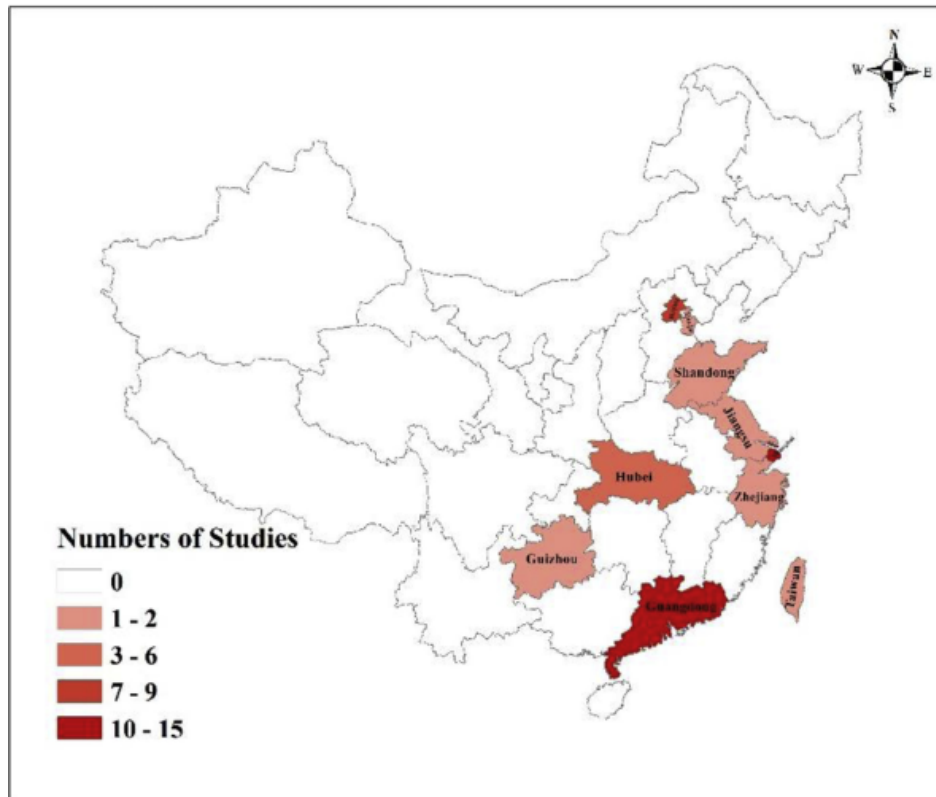 N
W E
S
Shandong
Jiangsu
Hubei
Zhejiang
Guizhou
Taiwan
Guangdong
Numbers of Studies
0
1 - 2
3 - 6
7 - 9
10 - 15